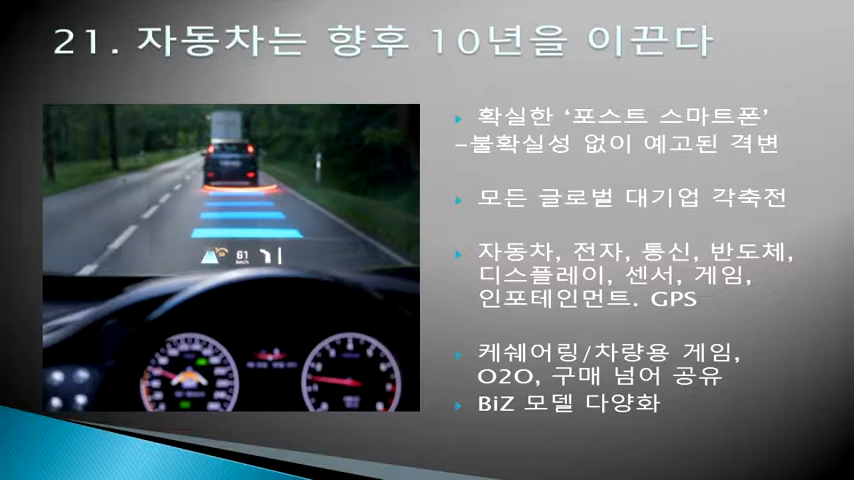 21. 자동차는 향후 10년을 이끈다
확실한 ‘포스트 스마트폰’
-불확실성 없이 예고된 격변
모든 글로벌 대기업 각축전
자동차, 전자, 통신, 반도체,
디스플레이, 센서, 게임,
인포테인먼트. GPS
케쉐어링/차량용 게임,
O2O, 구매 넘어 공유
BiZ 모델 다양화
61
km/h